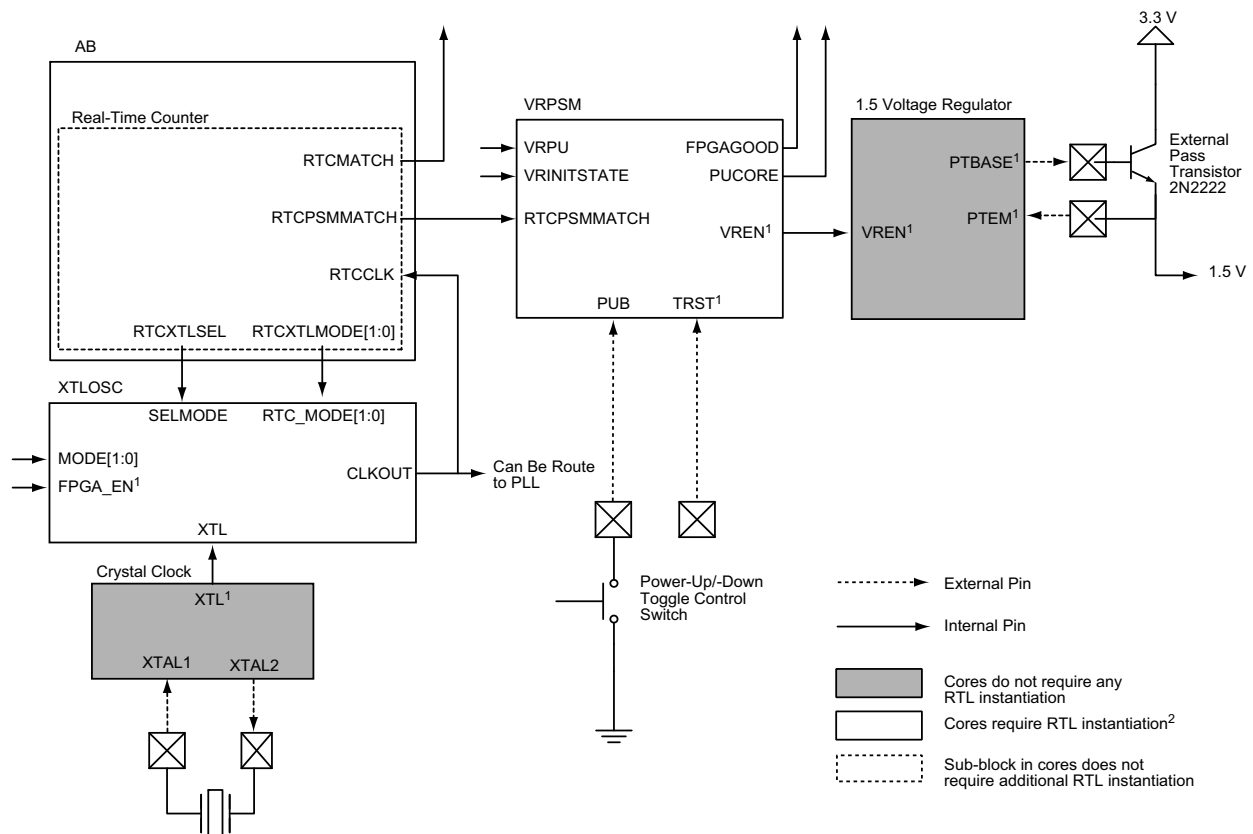 AB
Real-Time Counter
RTCMATCH
RTCPSMMATCH
RTCCLK
RTCXTLSEL
RTCXTLMODE[1:0]
XTLOSC
SELMODE
RTC_MODE[1:0]
MODE[1:0]
FPGA_EN1
CLKOUT
XTL
Can Be Route
to PLL
Crystal Clock
XTL1
XTAL1
XTAL2
VRPSM
VRPU
VRINITSTATE
RTCPSMMATCH
FPGAGOOD
PUCORE
VREN1
PUB
TRST1
Power-Up/-Down
Toggle Control
Switch
1.5 Voltage Regulator
PTBASE1
PTEM1
VREN1
3.3 V
External
Pass
Transistor
2N2222
1.5 V
External Pin
Internal Pin
Cores do not require any
RTL instantiation
Cores require RTL instantiation2
Sub-block in cores does not
require additional RTL instantiation